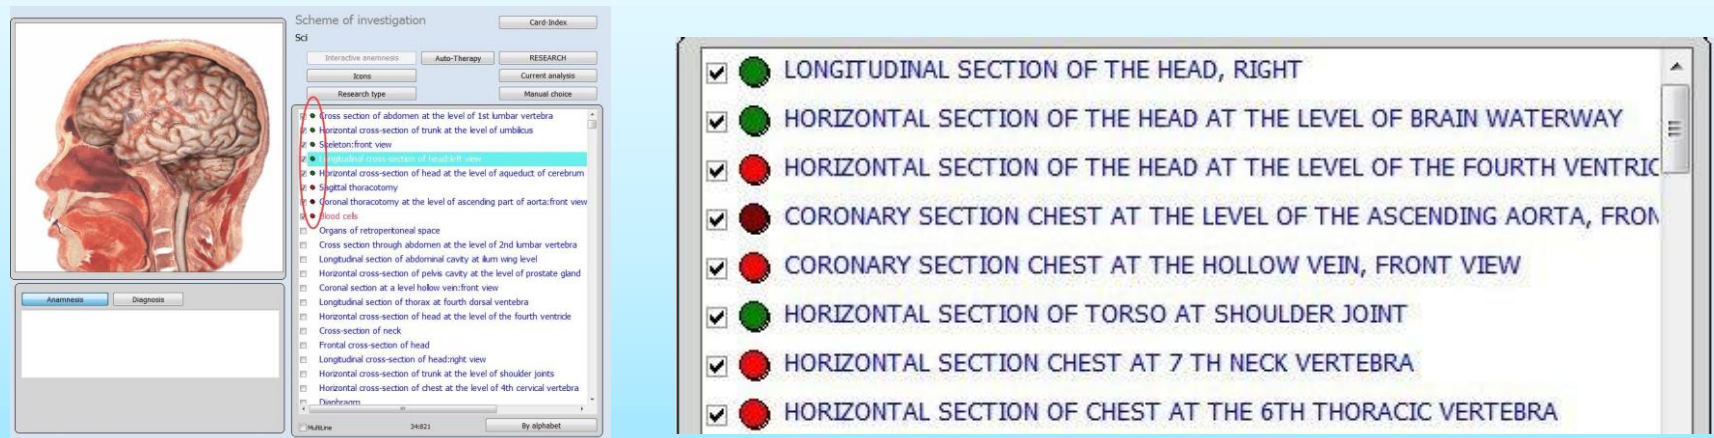 Scheme of investigation
Card-Index
Sci
Interactive anemnesis
Auto-Therapy
RESEARCH
Icons
Current analysis
Research type
Manual choice
Cross section of abdomen at the level of 1st lumbar vertebra
Horizontal cross-section of trunk at the level of umbilicus
Skeleton:front view
Longitudinal cross-section of head:left view
Horizontal cross-section of head at the level of aqueduct of cerebrum
Sagittal thoracotomy
Coronal thoracotomy at the level of ascending part of aorta:front view
Blood cells
Organs of retroperitoneal space
Cross section through abdomen at the level of 2nd lumbar vertebra
Longitudinal section of abdominal cavity at ilum wing level
Horizontal cross-section of pelvis cavity at the level of prostate gland
Coronal section at a level hollow vein:front view
Longitudinal section of thorax at fourth dorsal ventebra
Horizontal cross-section of head at the level of the fourth ventricle
Cross-section of neck
Frontal cross-section of head
Longitudinal cross-section of head:right view
Horizontal cross-section of trunk at the level of shoulder joints
Horizontal cross-section of chest at the level of 4th cervical vertebra
Diaphragm
MultiLine
34:821
By alphabet
Anamnesis
Diagnosis
LONGITUDINAL SECTION OF THE HEAD, RIGHT
HORIZONTAL SECTION OF THE HEAD AT THE LEVEL OF BRAIN WATERWAY
HORIZONTAL SECTION OF THE HEAD AT THE LEVEL OF THE FOURTH VENTRIC
CORONARY SECTION CHEST AT THE LEVEL OF THE ASCENDING AORTA, FRON
CORONARY SECTION CHEST AT THE HOLLOW VEIN, FRONT VIEW
HORIZONTAL SECTION OF TORSO AT SHOULDER JOINT
HORIZONTAL SECTION CHEST AT 7 TH NECK VERTEBRA
HORIZONTAL SECTION OF CHEST AT THE 6TH THORACIC VERTEBRA